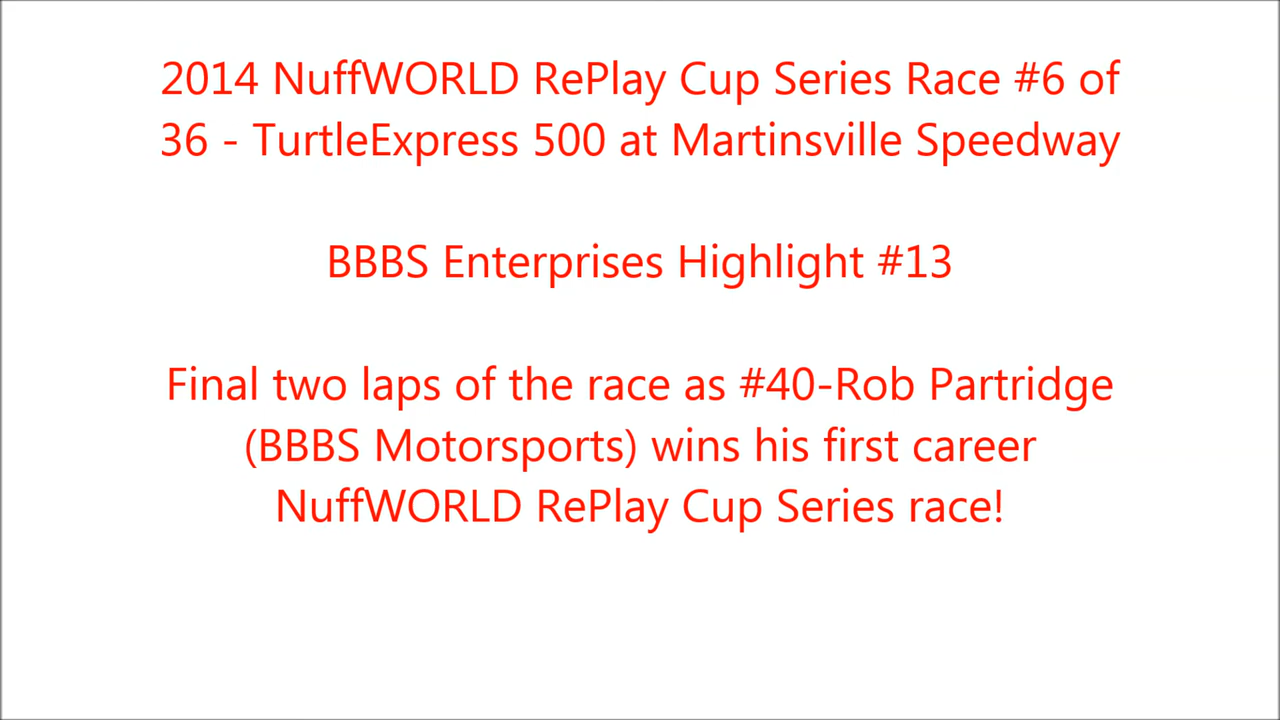 2014 NuffWORLD RePlay Cup Series Race #6 of
36 - TurtleExpress 500 at Martinsville Speedway
BBBS Enterprises Highlight #13
Final two laps of the race as #40-Rob Partridge
(BBBS Motorsports) wins his first career
NuffWORLD RePlay Cup Series race!